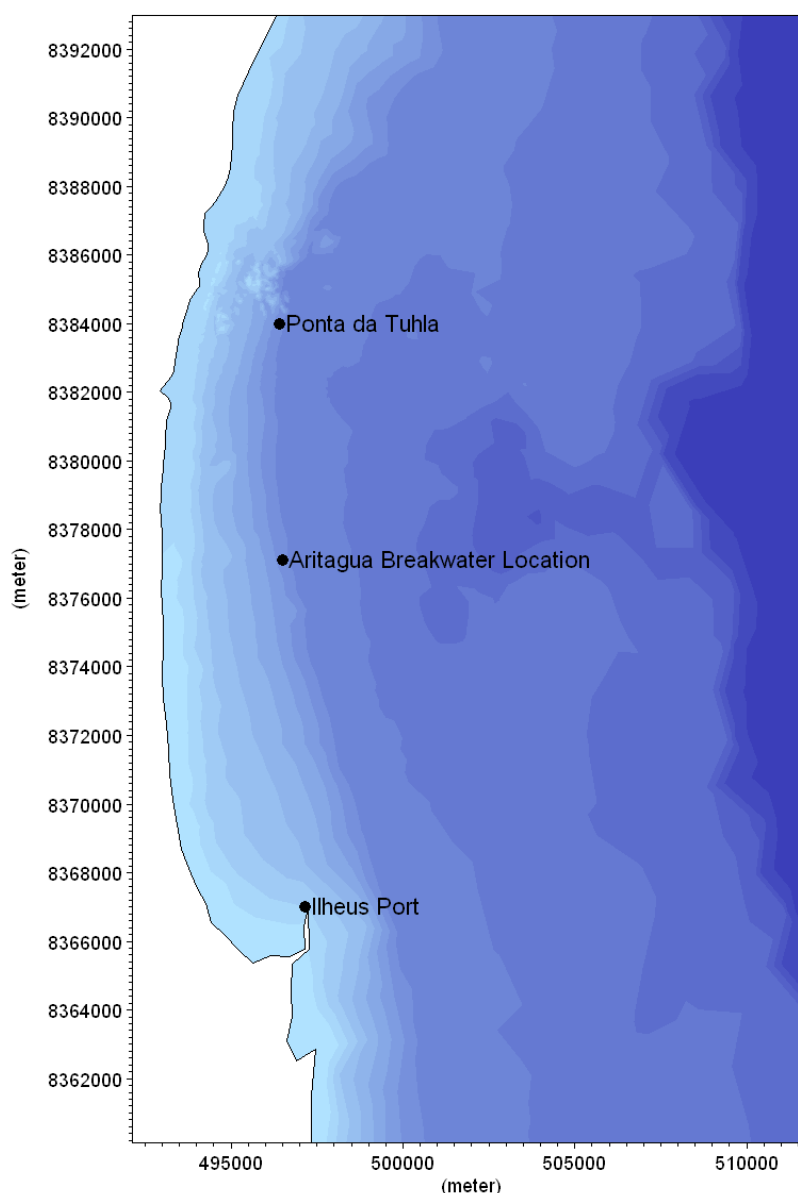 8392000
8390000
8388000
8386000
8384000
8382000
8380000
8378000
8376000
8374000
8372000
8370000
8368000
8366000
8364000
8362000
(meter)
Ponta da Tuhla
Aritagua Breakwater Location
Ilheus Port
495000 500000 505000 510000
(meter)